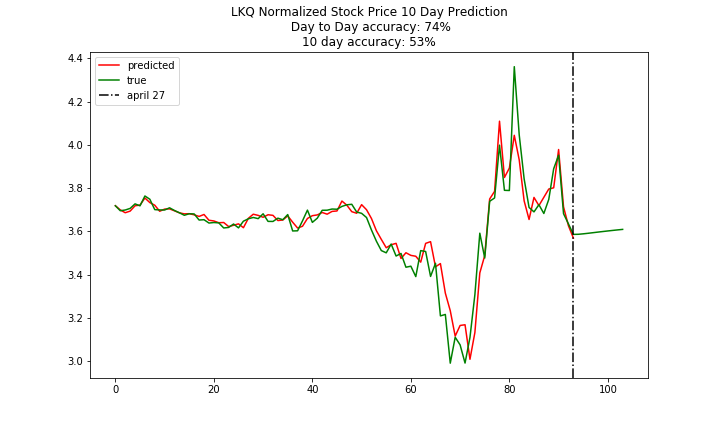 LKQ Normalized Stock Price 10 Day Prediction
Day to Day accuracy: 74%
10 day accuracy: 53%
predicted
true
april 27
4.4
4.2
4.0
3.8
3.6
3.4
3.2
3.0
0 20 40 60 80 100